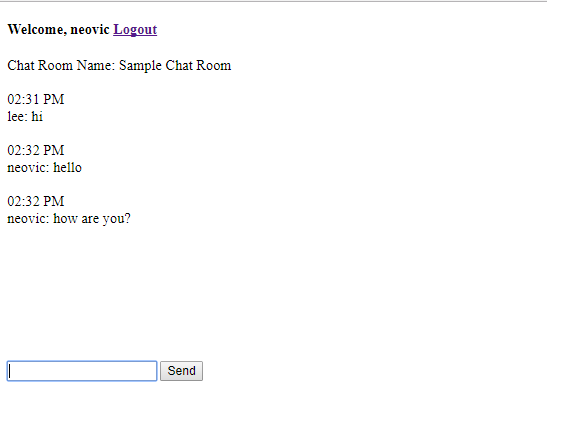 Welcome, neovic Logout
Chat Room Name: Sample Chat Room
02:31 PM
lee: hi
02:32 PM
neovic: hello
02:32 PM
neovic: how are you?
Send